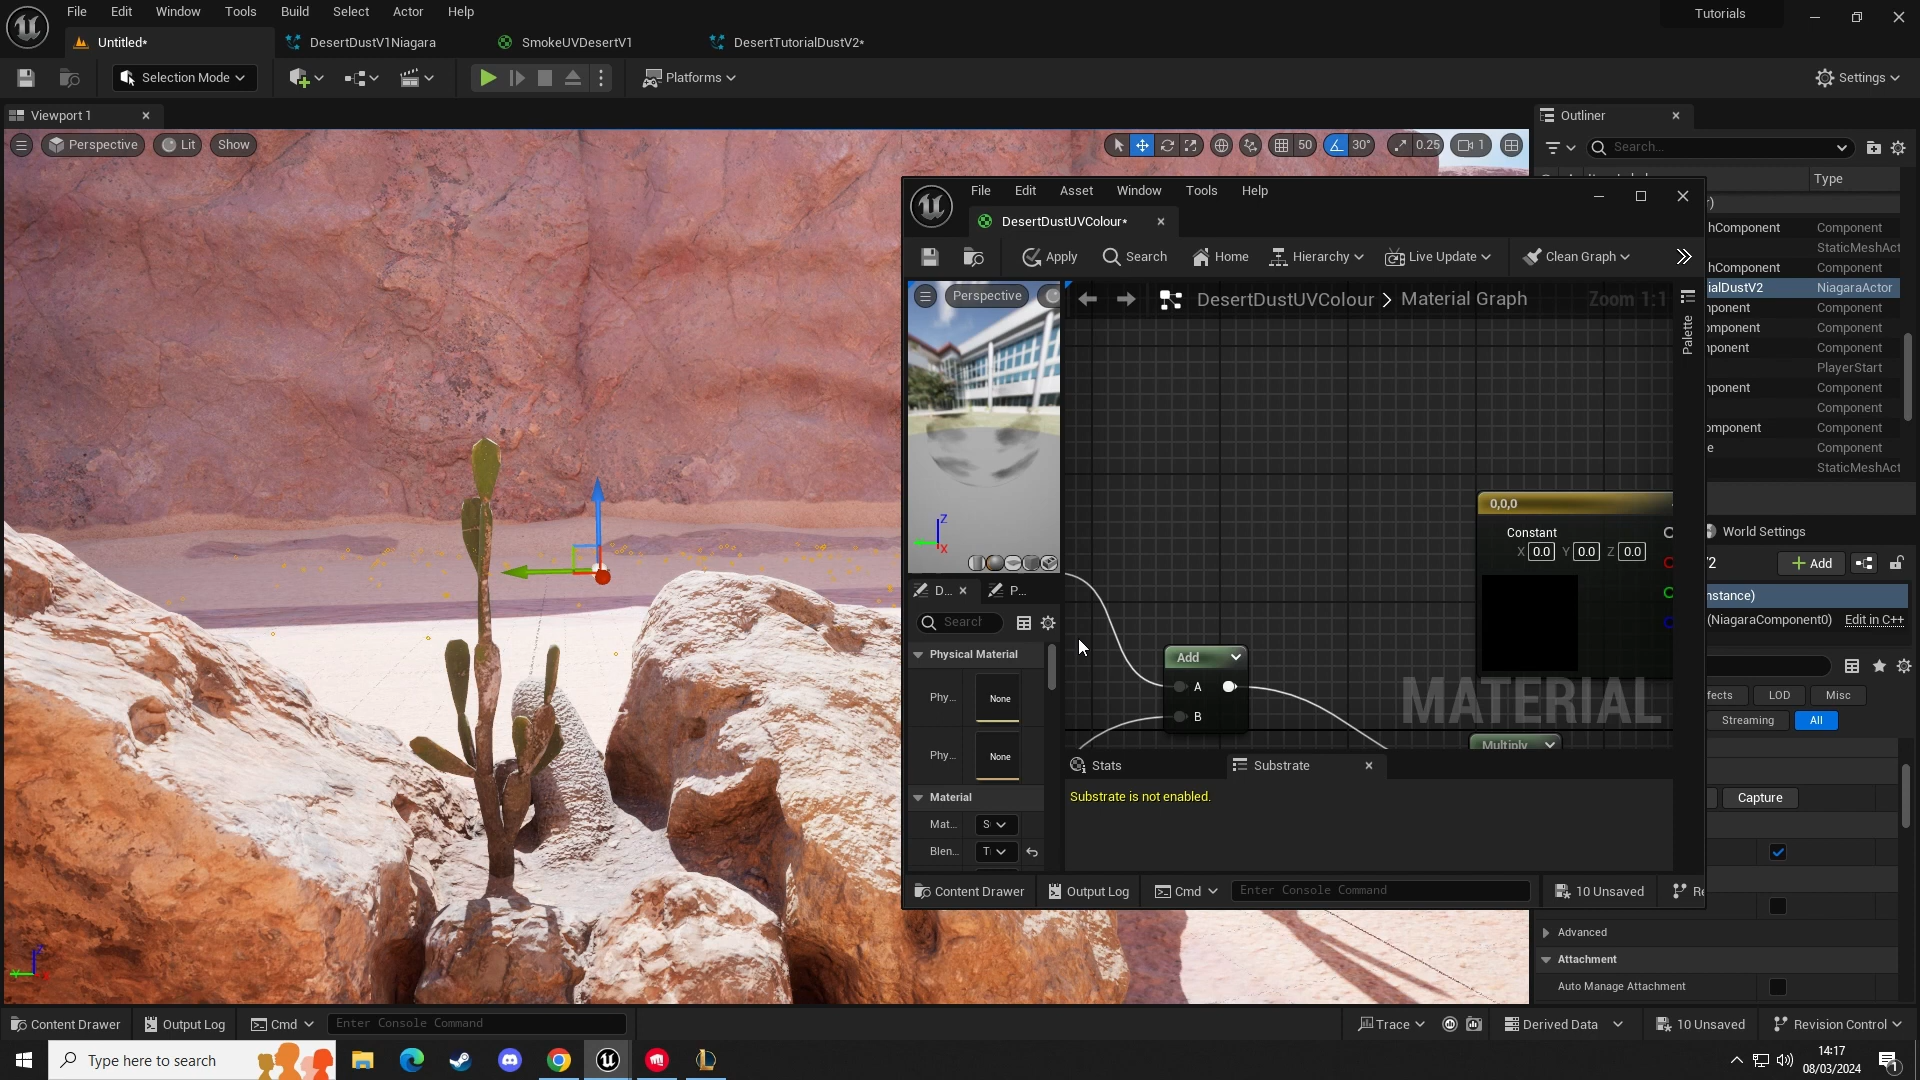 File Edit Window Tools Build Select Actor Help
Tutorials
Untitled*
DesertDustV1Niagara
SmokeUVDesertV1
DesertTutorialDustV2*
Selection Mode
Platforms
Settings
Viewport 1
Outliner
Perspective
Lit
Show
50
30°
0.25
1
Search...
Type
hComponent Component
StaticMeshAct
hComponent Component
ialDustV2 NiagaraActor
nponent Component
omponent Component
nponent Component
PlayerStart
nponent Component
Component
omponent Component
e Component
StaticMeshAct
World Settings
Add
nstance)
(NiagaraComponent0) Edit in C++
ffects LOD Misc
Streaming All
Capture
Advanced
Attachment
Auto Manage Attachment
File Edit Asset Window Tools Help
DesertDustUVColour*
Apply
Search
Home
Hierarchy
Live Update
Clean Graph
Perspective
DesertDustUVColour > Material Graph
Zoom 1:1
Palette
Z
X
D...
P...
Search
Physical Material
Phy...
None
Phy...
None
Material
Mat...
Blen...
0,0,0
Constant
X 0.0 Y 0.0 Z 0.0
Add
A
B
MATERIAL
Multiply
Stats
Substrate
Substrate is not enabled.
Content Drawer
Output Log
Cmd
Enter Console Command
10 Unsaved
Re
Content Drawer
Output Log
Cmd
Enter Console Command
Trace
Derived Data
10 Unsaved
Revision Control
Type here to search
14:17
08/03/2024
1